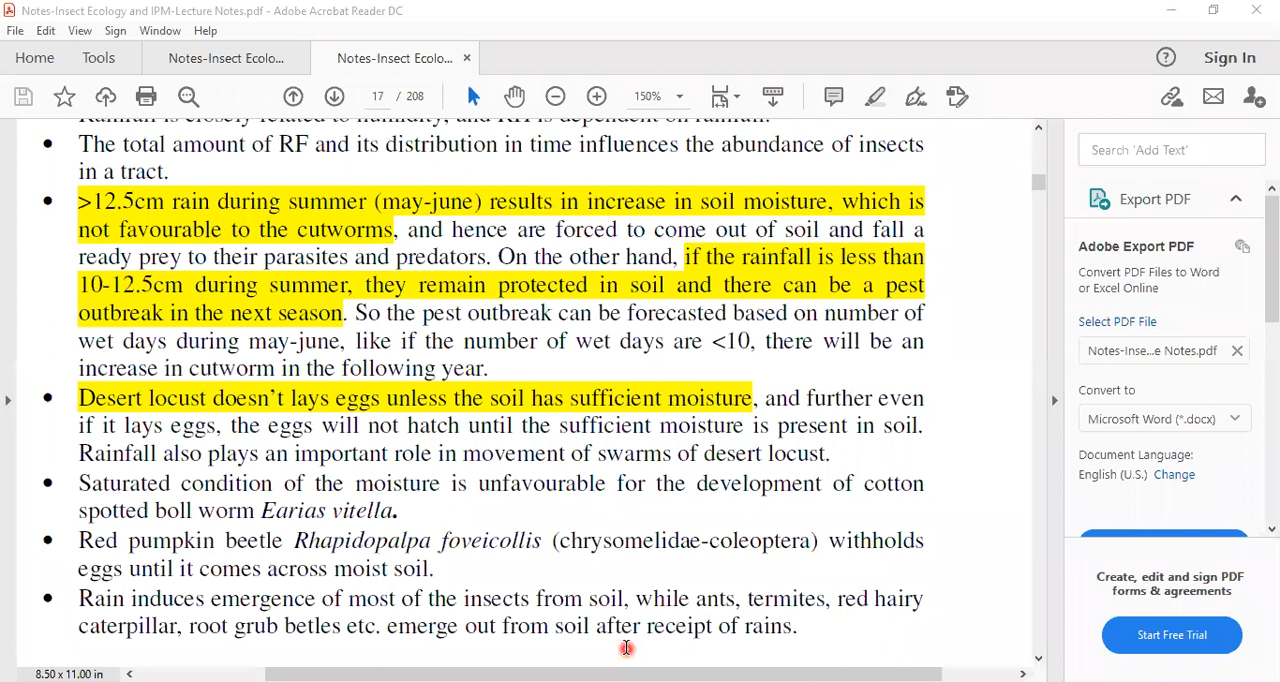 Notes-Insect Ecology and IPM-Lecture Notes.pdf - Adobe Acrobat Reader DC
File Edit View Sign Window Help
Home Tools Notes-Insect Ecolo... Notes-Insect Ecolo... × Sign In
17 / 208 150%
Rainfall is closely related to humidity, and RH is dependent on rainfall.
• The total amount of RF and its distribution in time influences the abundance of insects
in a tract.
• >12.5cm rain during summer (may-june) results in increase in soil moisture, which is
not favourable to the cutworms, and hence are forced to come out of soil and fall a
ready prey to their parasites and predators. On the other hand, if the rainfall is less than
10-12.5cm during summer, they remain protected in soil and there can be a pest
outbreak in the next season. So the pest outbreak can be forecasted based on number of
wet days during may-june, like if the number of wet days are <10, there will be an
increase in cutworm in the following year.
• Desert locust doesn't lays eggs unless the soil has sufficient moisture, and further even
if it lays eggs, the eggs will not hatch until the sufficient moisture is present in soil.
Rainfall also plays an important role in movement of swarms of desert locust.
• Saturated condition of the moisture is unfavourable for the development of cotton
spotted boll worm Earias vitella.
• Red pumpkin beetle Rhapidopalpa foveicollis (chrysomelidae-coleoptera) withholds
eggs until it comes across moist soil.
• Rain induces emergence of most of the insects from soil, while ants, termites, red hairy
caterpillar, root grub betles etc. emerge out from soil after receipt of rains.
8.50 x 11.00 in
Search 'Add Text'
Export PDF
Adobe Export PDF
Convert PDF Files to Word
or Excel Online
Select PDF File
Notes-Inse...e Notes.pdf
Convert to
Microsoft Word (*.docx)
Document Language:
English (U.S.) Change
Create, edit and sign PDF
forms & agreements
Start Free Trial